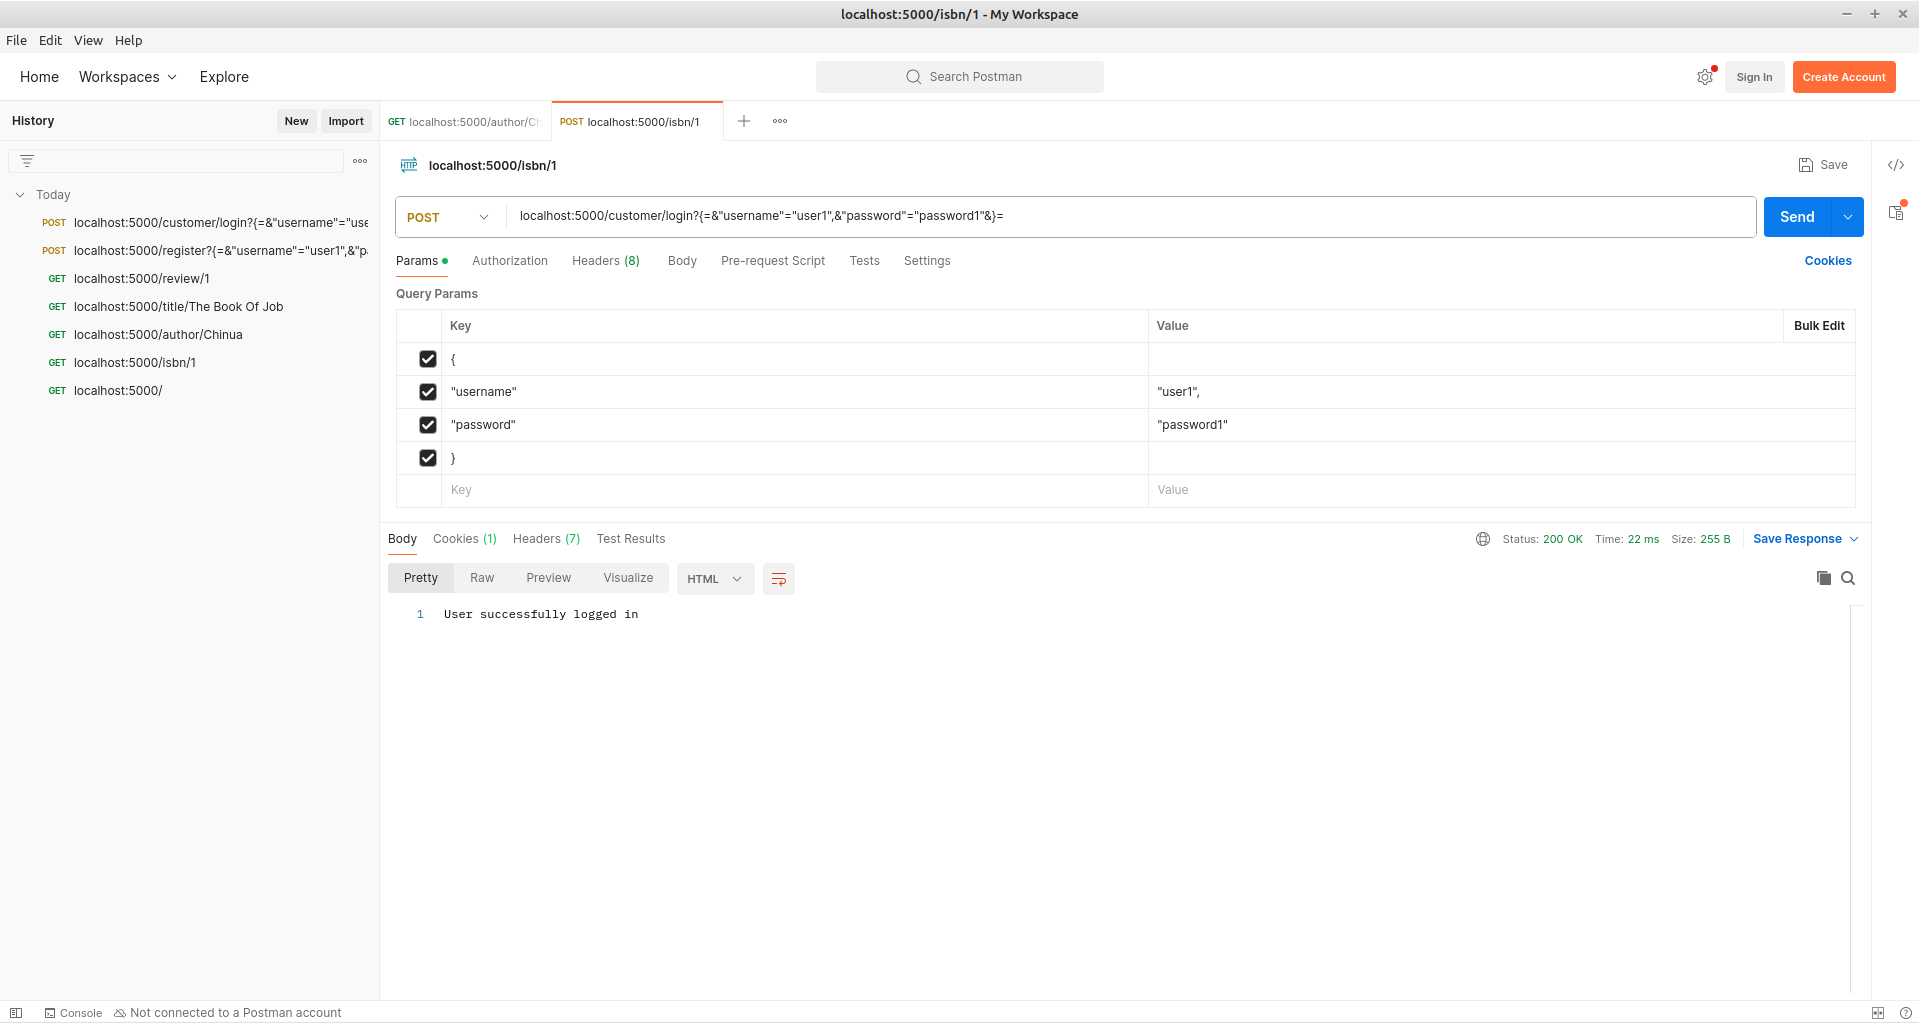 localhost:5000/isbn/1 - My Workspace
File Edit View Help
Home Workspaces Explore
Search Postman
Sign In
Create Account
History
New
Import
Today
POST localhost:5000/customer/login?{=&"username"="use
POST localhost:5000/register?{=&"username"="user1",&"pa
GET localhost:5000/review/1
GET localhost:5000/title/The Book Of Job
GET localhost:5000/author/Chinua
GET localhost:5000/isbn/1
GET localhost:5000/
GET localhost:5000/author/Ch
POST localhost:5000/isbn/1
HTTP localhost:5000/isbn/1
Save
POST localhost:5000/customer/login?{=&"username"="user1",&"password"="password1"&}=
Send
Params Authorization Headers (8) Body Pre-request Script Tests Settings
Cookies
Query Params
Key Value Bulk Edit
{
"username" "user1",
"password" "password1"
}
Key Value
Body Cookies (1) Headers (7) Test Results
Status: 200 OK Time: 22 ms Size: 255 B
Save Response
Pretty Raw Preview Visualize HTML
1 User successfully logged in
Console Not connected to a Postman account